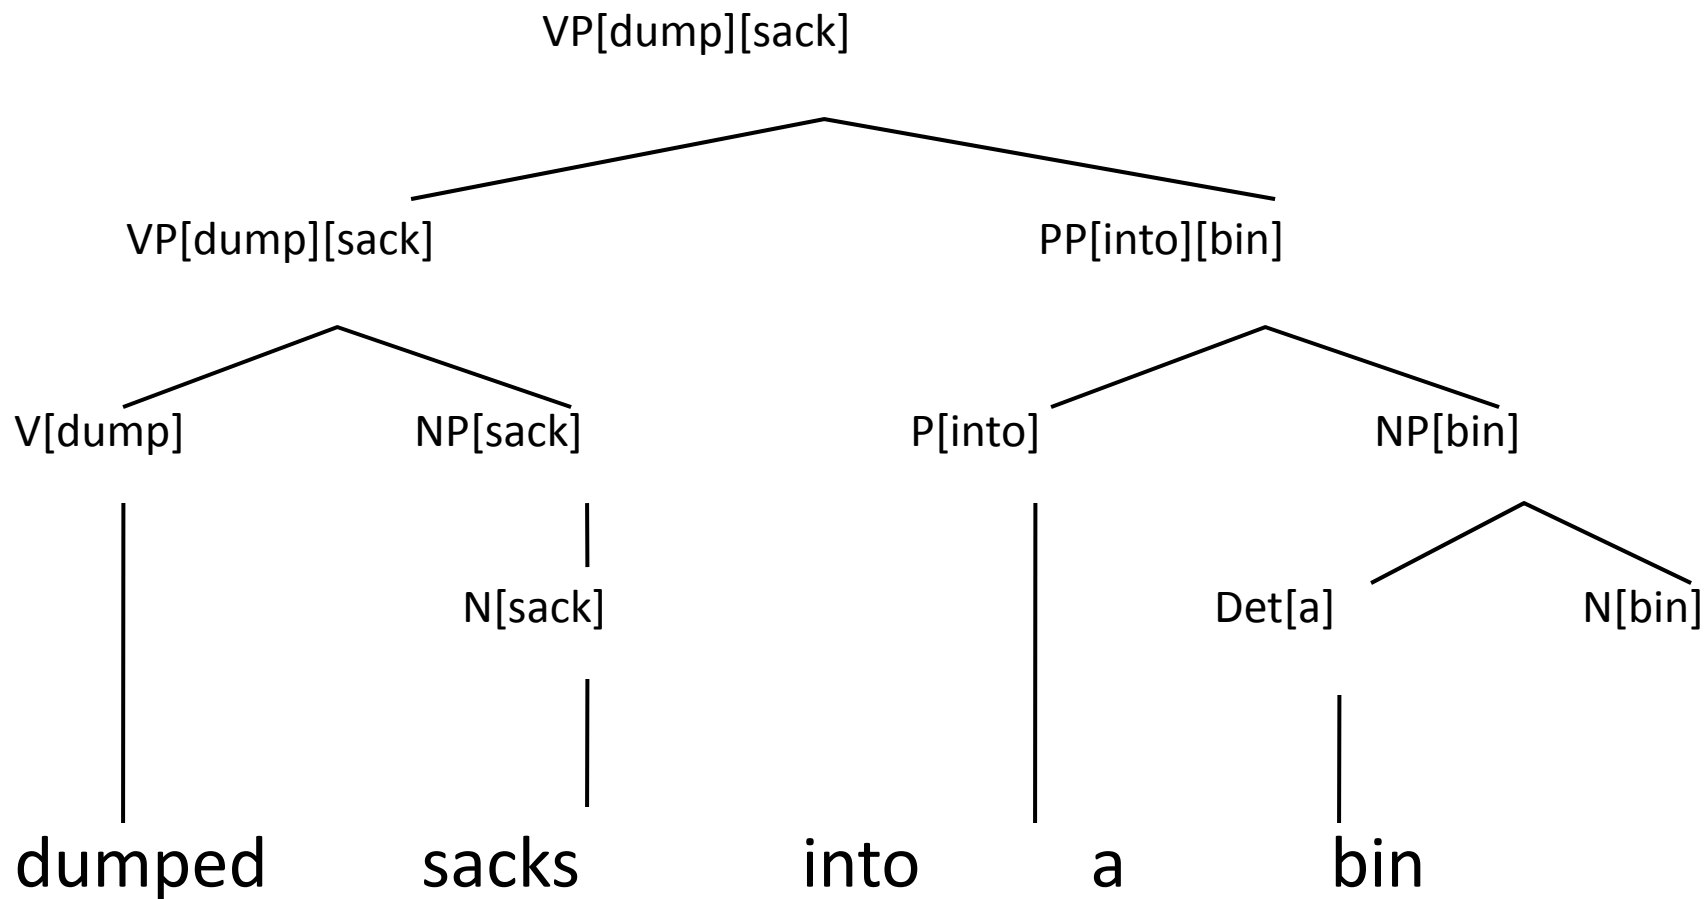 VP[dump][sack]
VP[dump][sack] PP[into][bin]
V[dump] NP[sack] P[into] NP[bin]
N[sack] Det[a] N[bin]
dumped sacks into a bin